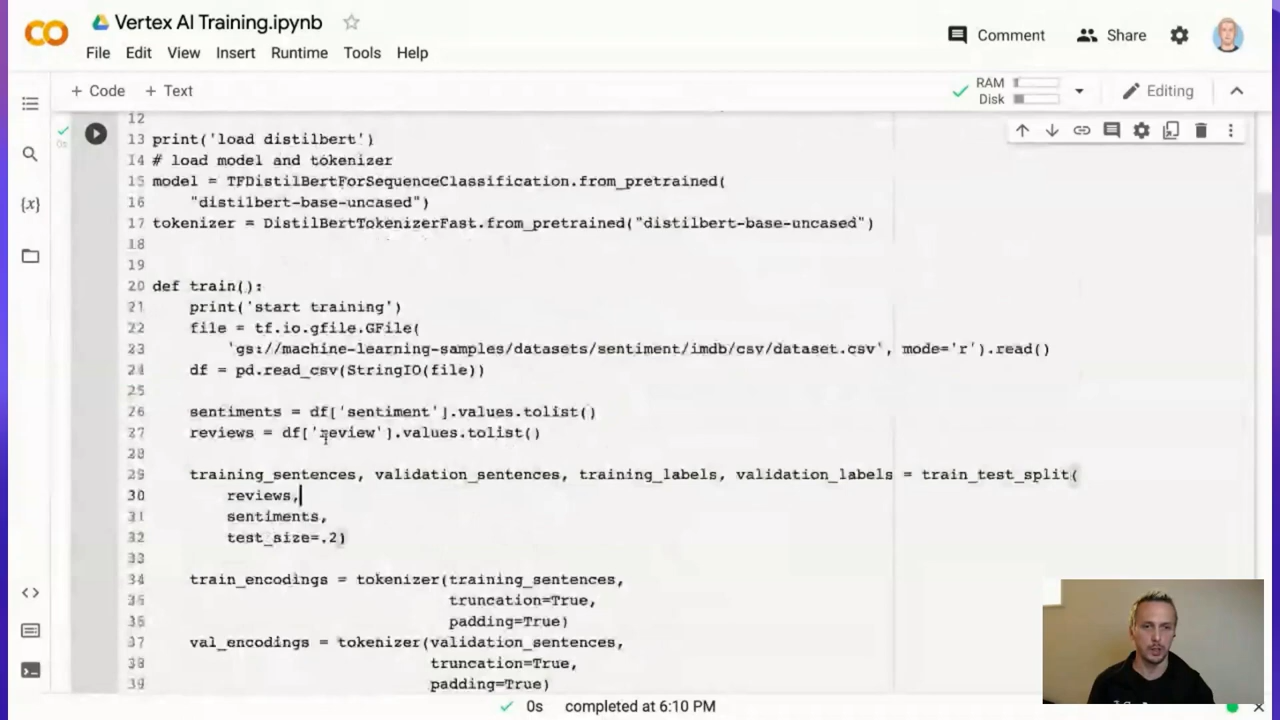 Vertex AI Training.ipynb
Comment
Share
File Edit View Insert Runtime Tools Help
+ Code + Text
RAM
Disk
Editing
12
13 print('load distilbert')
14 # load model and tokenizer
15 model = TFDistilBertForSequenceClassification.from_pretrained(
16 "distilbert-base-uncased")
17 tokenizer = DistilBertTokenizerFast.from_pretrained("distilbert-base-uncased")
18
19
20 def train():
21 print('start training')
22 file = tf.io.gfile.GFile(
23 'gs://machine-learning-samples/datasets/sentiment/imdb/csv/dataset.csv', mode='r').read()
24 df = pd.read_csv(StringIO(file))
25
26 sentiments = df['sentiment'].values.tolist()
27 reviews = df['review'].values.tolist()
28
29 training_sentences, validation_sentences, training_labels, validation_labels = train_test_split(
30 reviews,
31 sentiments,
32 test_size=.2)
33
34 train_encodings = tokenizer(training_sentences,
35 truncation=True,
36 padding=True)
37 val_encodings = tokenizer(validation_sentences,
38 truncation=True,
39 padding=True)
0s
{x}
0s completed at 6:10 PM